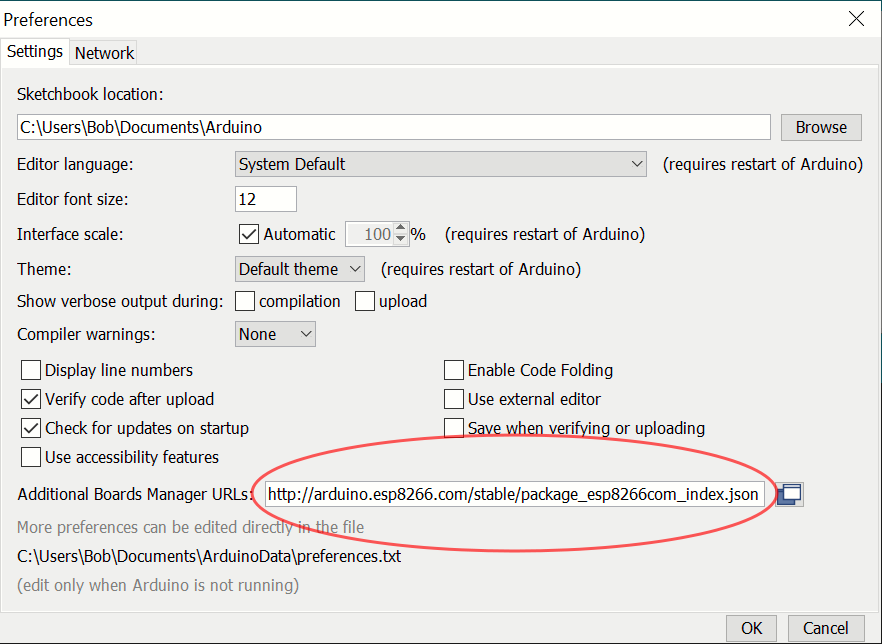 Preferences
Settings Network
Sketchbook location:
C:\Users\Bob\Documents\Arduino Browse
Editor language: System Default (requires restart of Arduino)
Editor font size: 12
Interface scale: Automatic 100 % (requires restart of Arduino)
Theme: Default theme (requires restart of Arduino)
Show verbose output during: compilation upload
Compiler warnings: None
Display line numbers Enable Code Folding
Verify code after upload Use external editor
Check for updates on startup Save when verifying or uploading
Use accessibility features
Additional Boards Manager URLs: http://arduino.esp8266.com/stable/package_esp8266com_index.json
More preferences can be edited directly in the file
C:\Users\Bob\Documents\ArduinoData\preferences.txt
(edit only when Arduino is not running)
OK Cancel